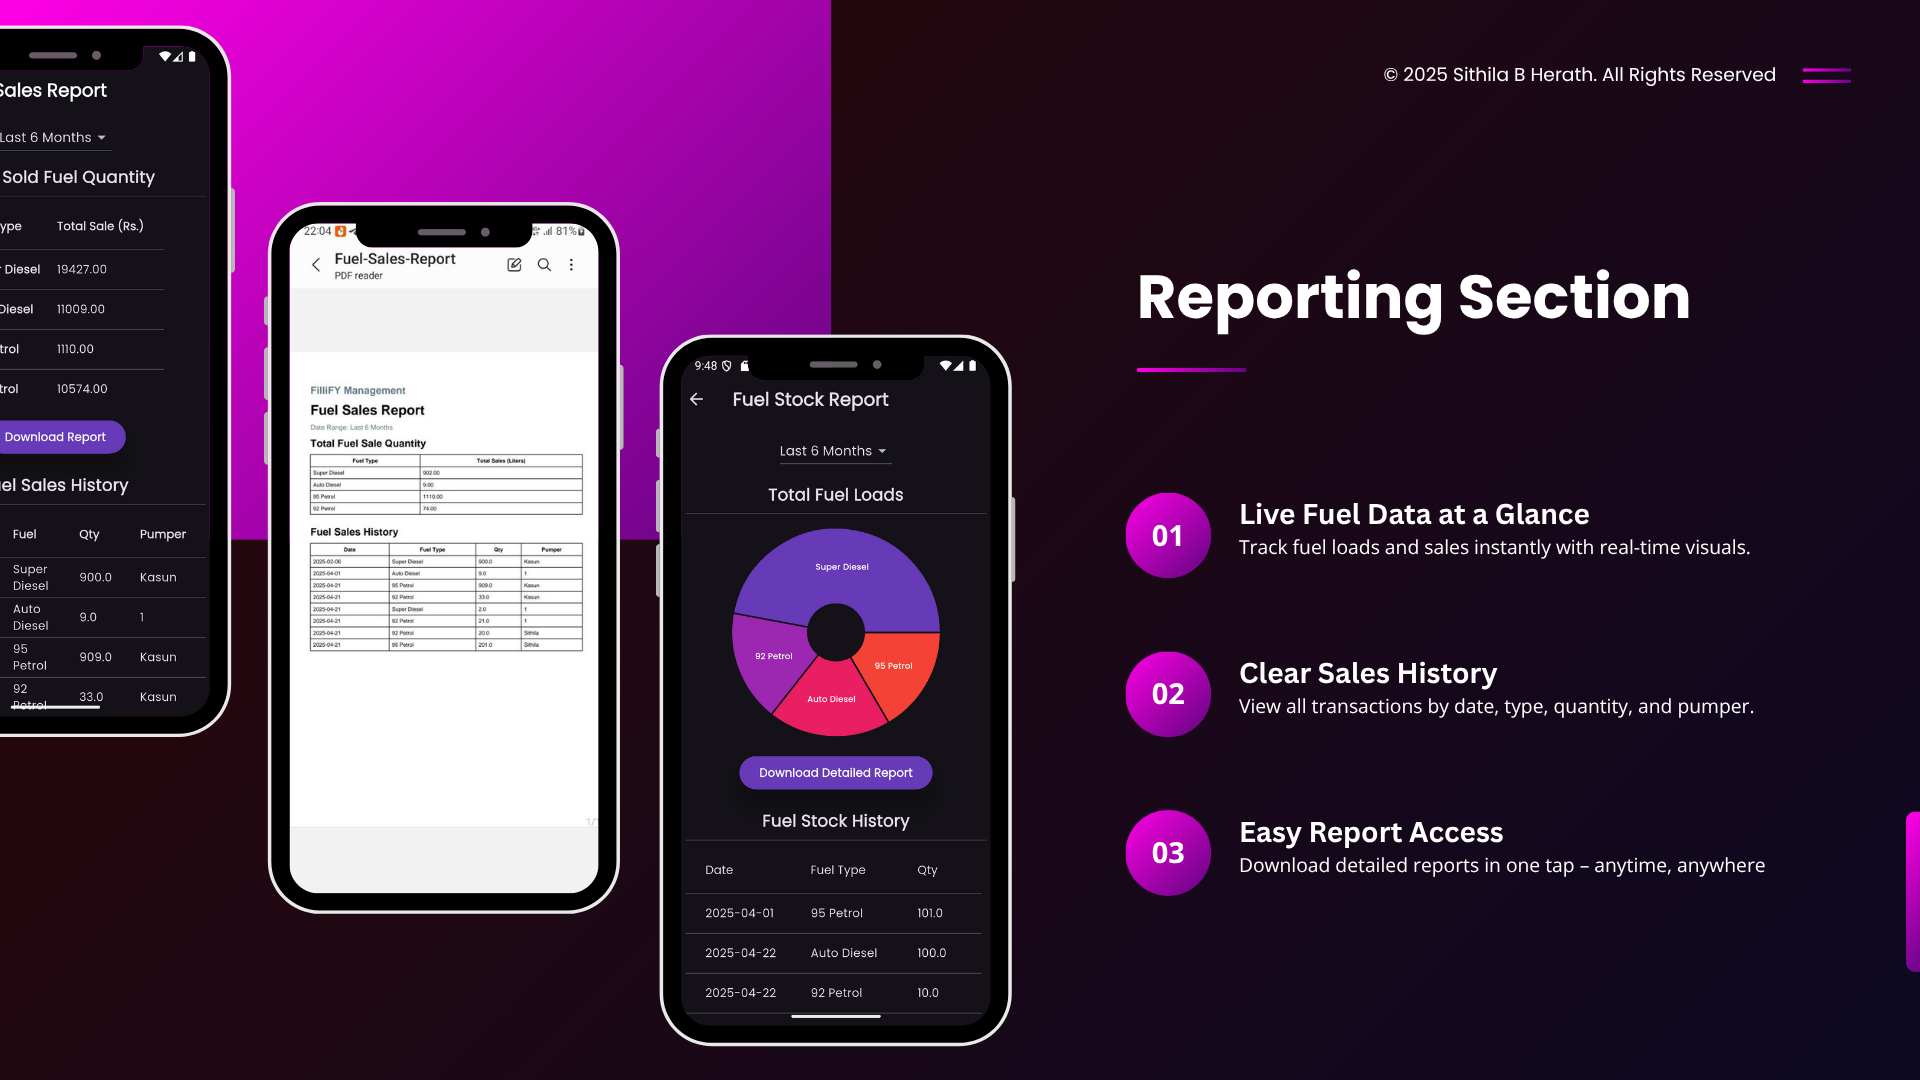 Sales Report
Last 6 Months
Sold Fuel Quantity
ype Total Sale (Rs.)
Diesel 19427.00
Diesel 11009.00
trol 1110.00
trol 10574.00
Download Report
el Sales History
Fuel Qty Pumper
Super Diesel 900.0 Kasun
Auto Diesel 9.0 1
95 Petrol 909.0 Kasun
92 Petrol 33.0 Kasun
22:04 81%
Fuel-Sales-Report
PDF reader
FilliFY Management
Fuel Sales Report
Date Range: Last 6 Months
Total Fuel Sale Quantity
Fuel Type Total Sales (Liters)
Super Diesel 902.00
Auto Diesel 9.00
95 Petrol 1110.00
92 Petrol 74.00
Fuel Sales History
Date Fuel Type Qty Pumper
2025-02-06 Super Diesel 900.0 Kasun
2025-04-01 Auto Diesel 9.0 1
2025-04-21 95 Petrol 909.0 Kasun
2025-04-21 92 Petrol 33.0 Kasun
2025-04-21 Super Diesel 2.0 1
2025-04-21 92 Petrol 21.0 1
2025-04-21 92 Petrol 20.0 Sithila
2025-04-21 95 Petrol 201.0 Sithila
9:48
Fuel Stock Report
Last 6 Months
Total Fuel Loads
Super Diesel
92 Petrol
95 Petrol
Auto Diesel
Download Detailed Report
Fuel Stock History
Date Fuel Type Qty
2025-04-01 95 Petrol 101.0
2025-04-22 Auto Diesel 100.0
2025-04-22 92 Petrol 10.0
© 2025 Sithila B Herath. All Rights Reserved
Reporting Section
01
Live Fuel Data at a Glance
Track fuel loads and sales instantly with real-time visuals.
02
Clear Sales History
View all transactions by date, type, quantity, and pumper.
03
Easy Report Access
Download detailed reports in one tap – anytime, anywhere